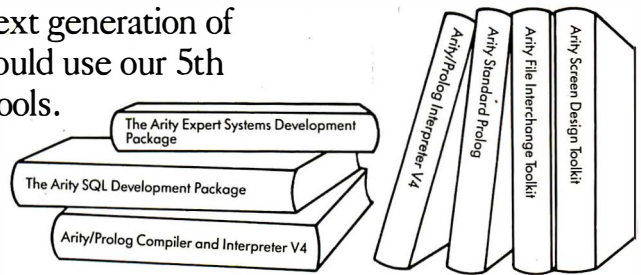 ext generation of
ould use our 5th
ools.
The Arity Expert Systems Development
Package
The Arity SQL Development Package
Arity/Prolog Compiler and Interpreter V4
Arity/Prolog Interpreter V4
Arity Standard Prolog
Arity File Interchange Toolkit
Arity Screen Design Toolkit